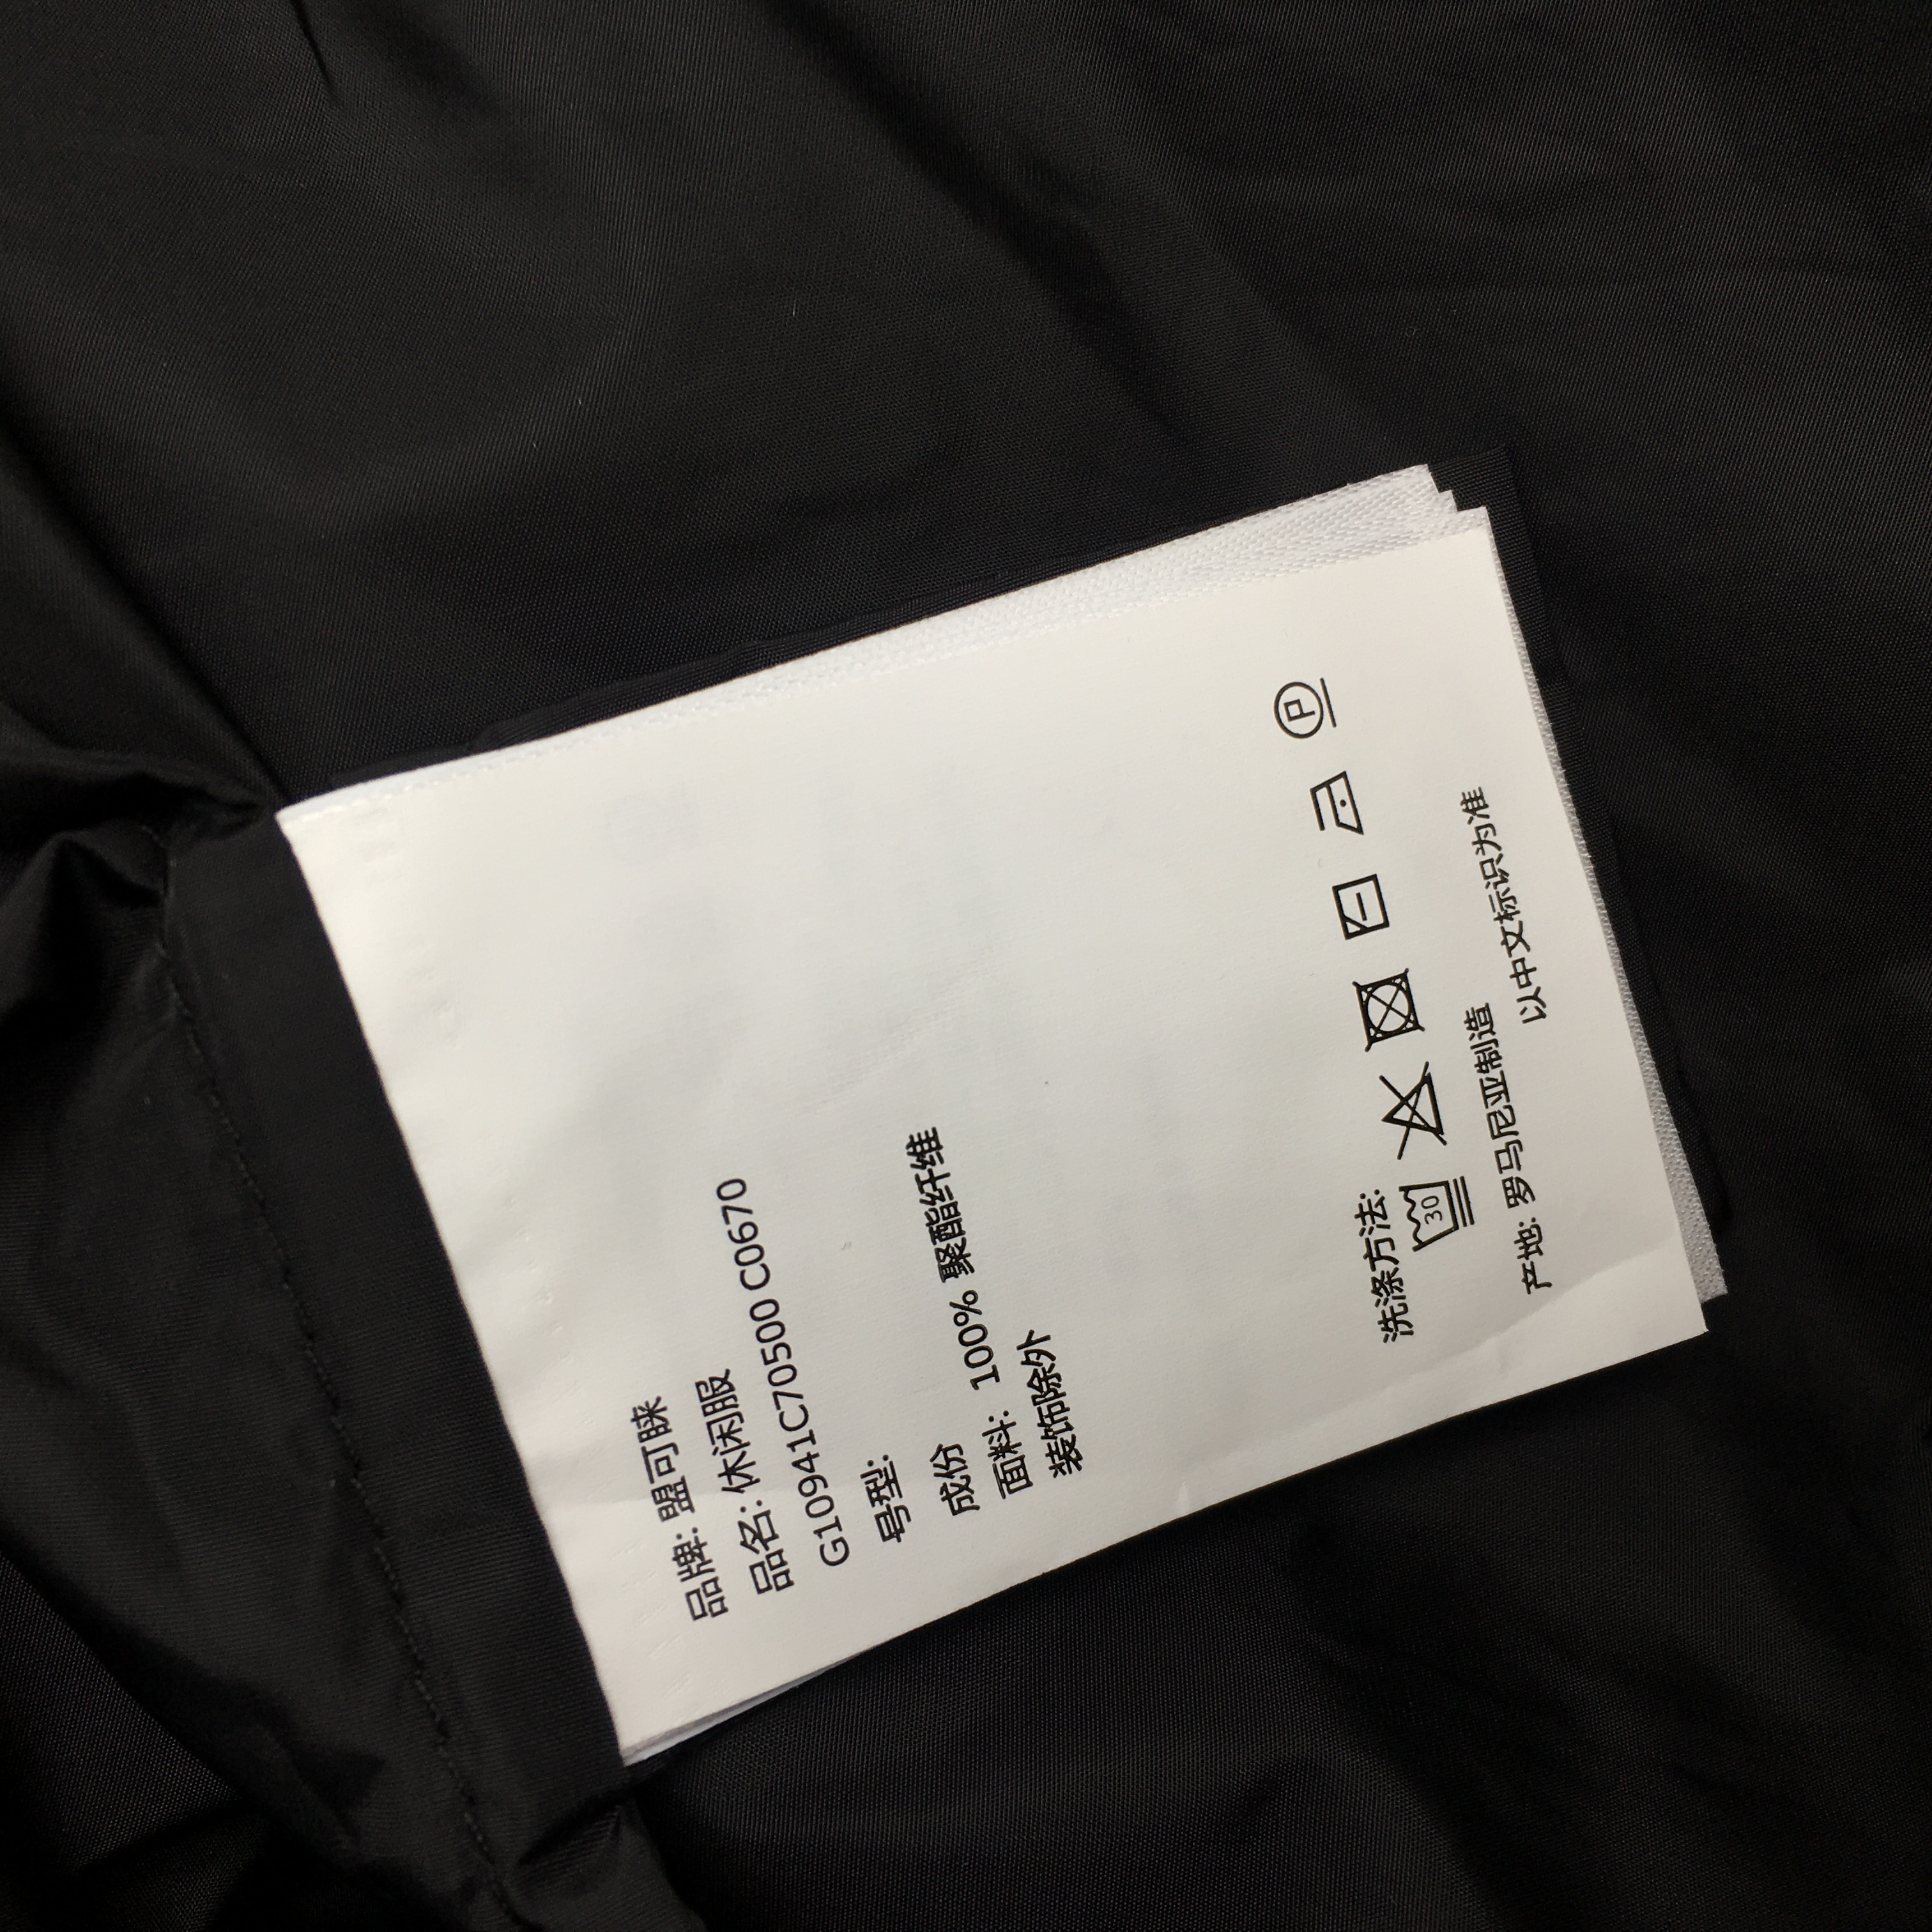 品牌: 盟可睐
品名: 休闲服
G10941C70500 C0670
号型:
成份
面料: 100% 聚酯纤维
装饰除外
洗涤方法:
30
P
产地: 罗马尼亚制造
以中文标识为准